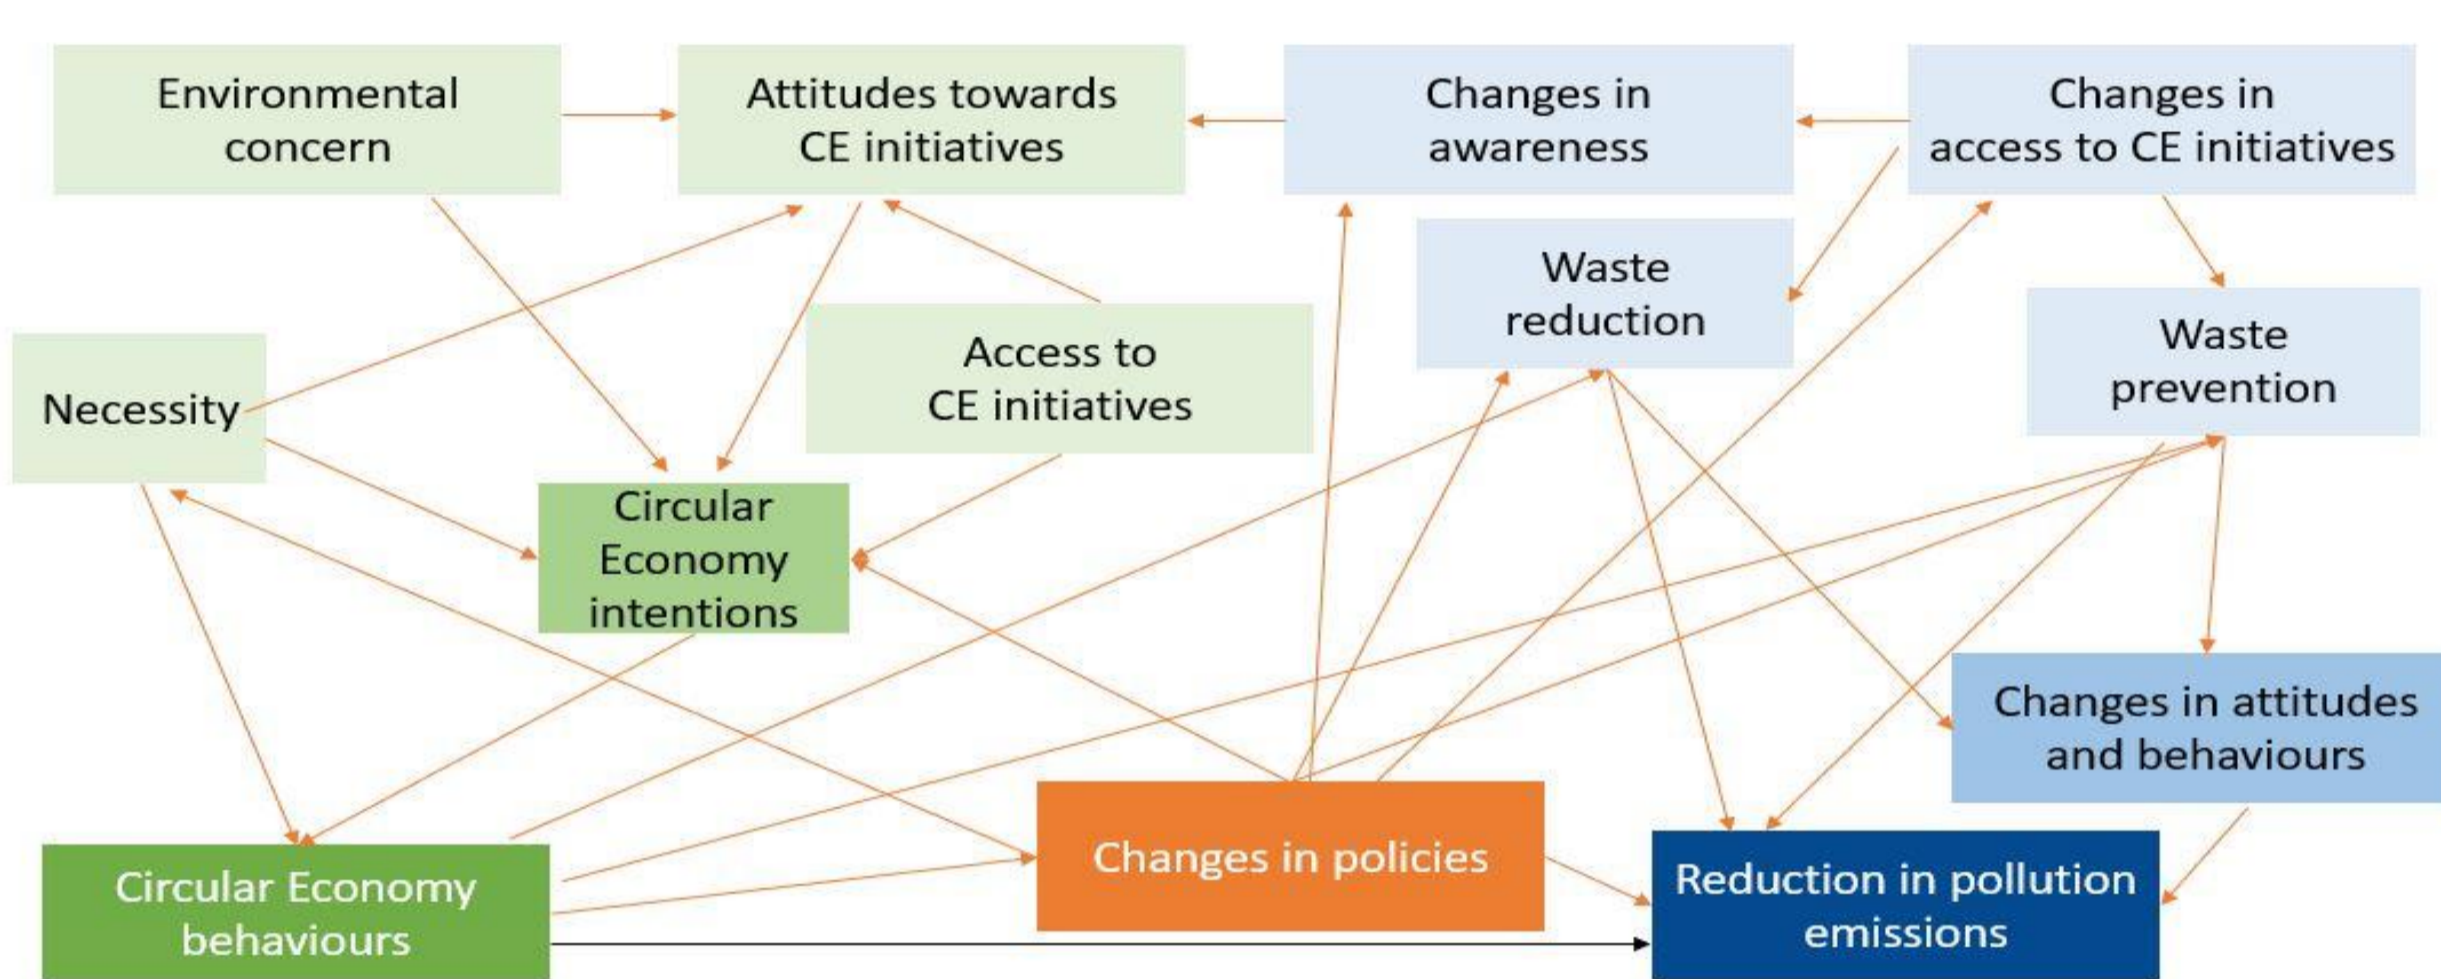 Environmental
concern
Attitudes towards
CE initiatives
Changes in
awareness
Changes in
access to CE initiatives
Waste
reduction
Waste
prevention
Access to
CE initiatives
Necessity
Circular
Economy
intentions
Changes in attitudes
and behaviours
Changes in policies
Circular Economy
behaviours
Reduction in pollution
emissions